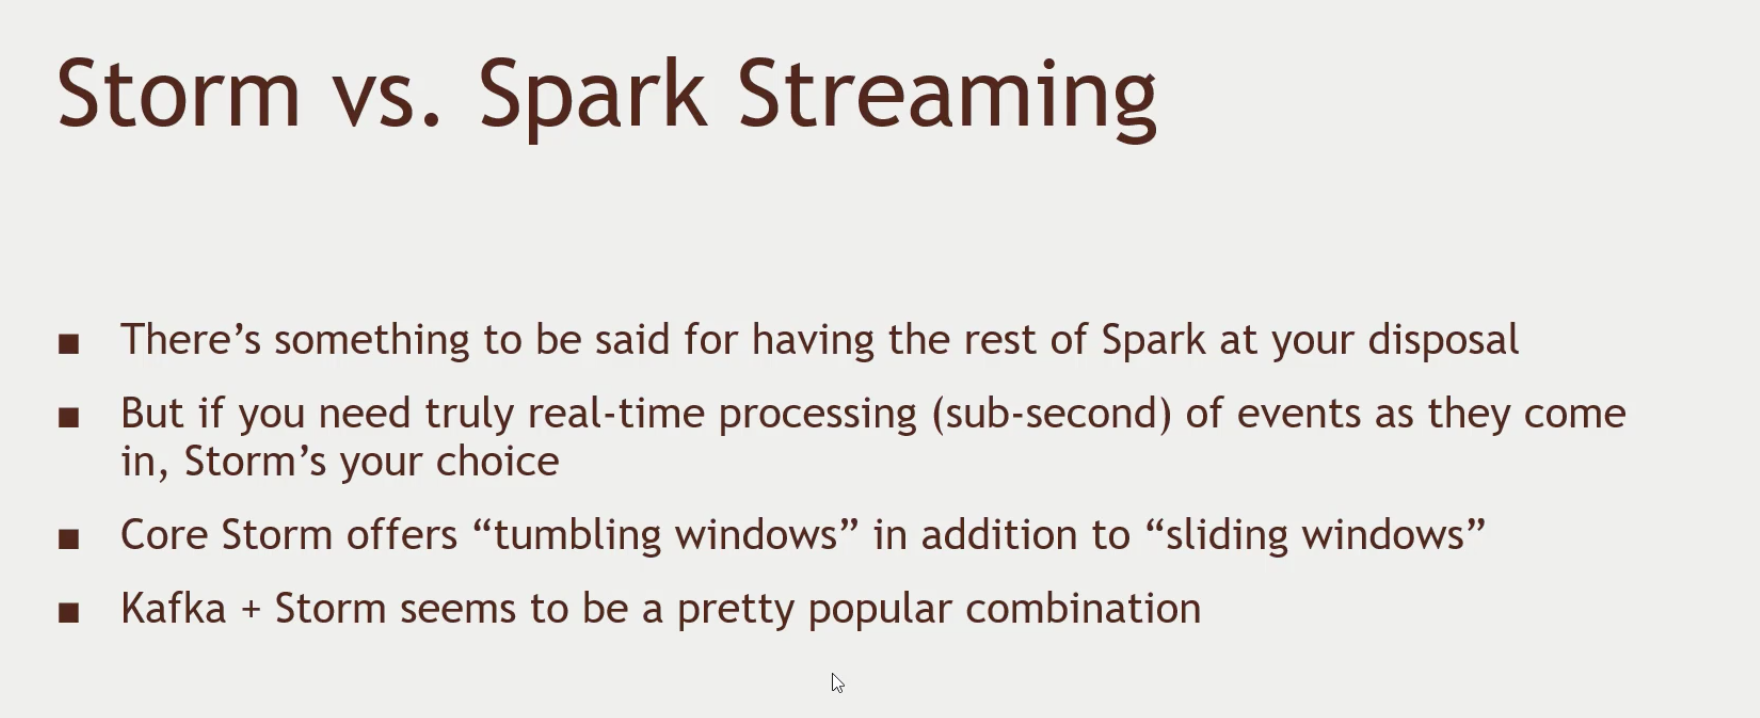 Storm vs. Spark Streaming
■ There’s something to be said for having the rest of Spark at your disposal
■ But if you need truly real-time processing (sub-second) of events as they come
in, Storm’s your choice
■ Core Storm offers “tumbling windows” in addition to “sliding windows”
■ Kafka + Storm seems to be a pretty popular combination